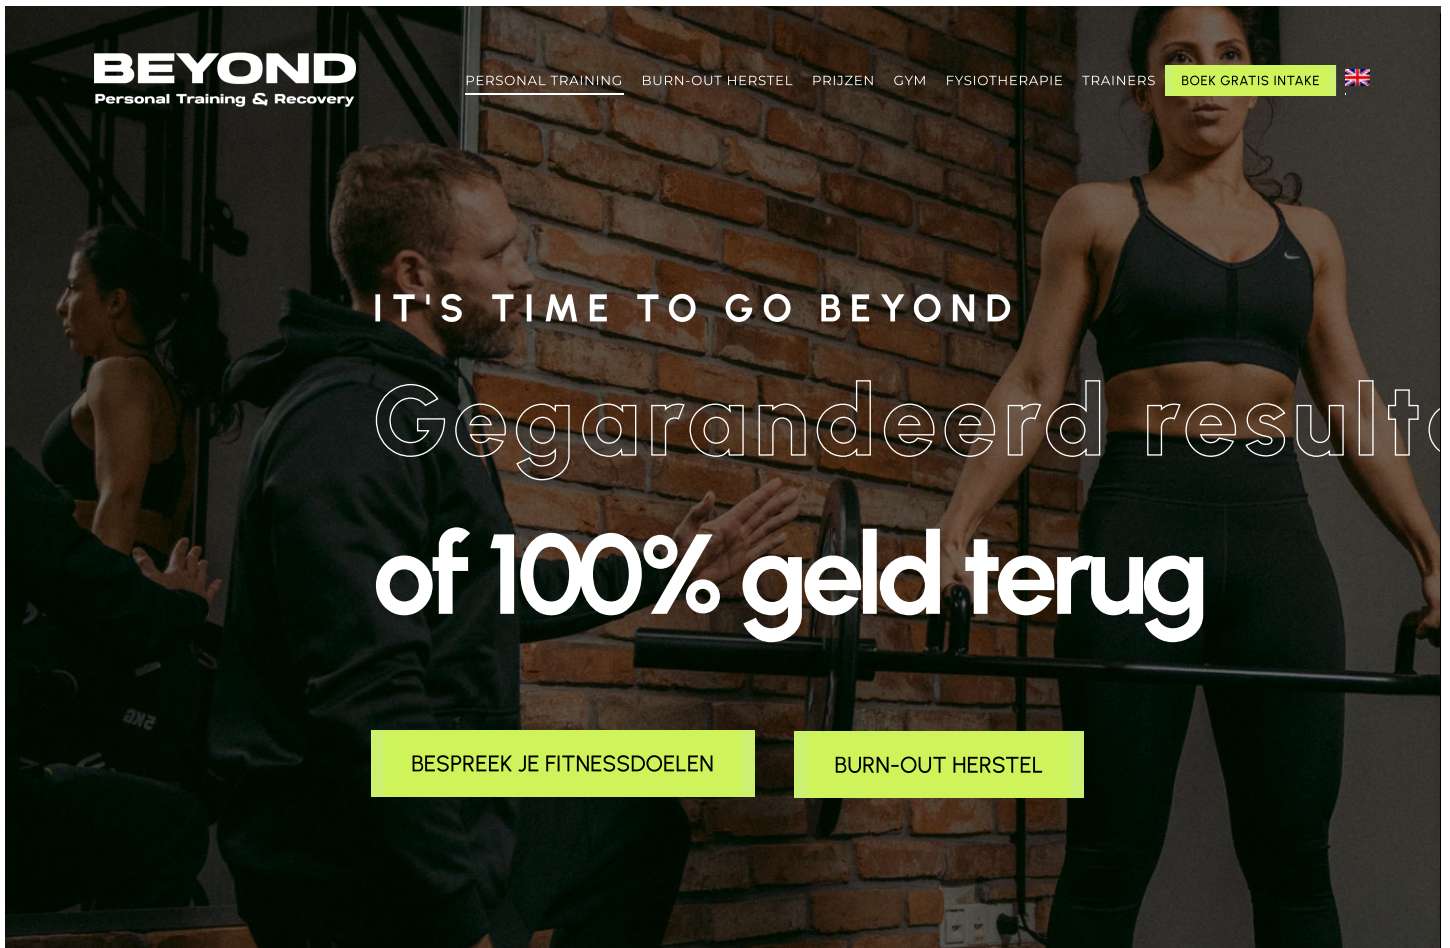 BEYOND
Personal Training & Recovery
PERSONAL TRAINING BURN-OUT HERSTEL PRIJZEN GYM FYSIOTHERAPIE TRAINERS BOEK GRATIS INTAKE
IT'S TIME TO GO BEYOND
Gegarandeerd
of 100% geld terug
BESPREEK JE FITNESSDOELEN BURN-OUT HERSTEL
5KG